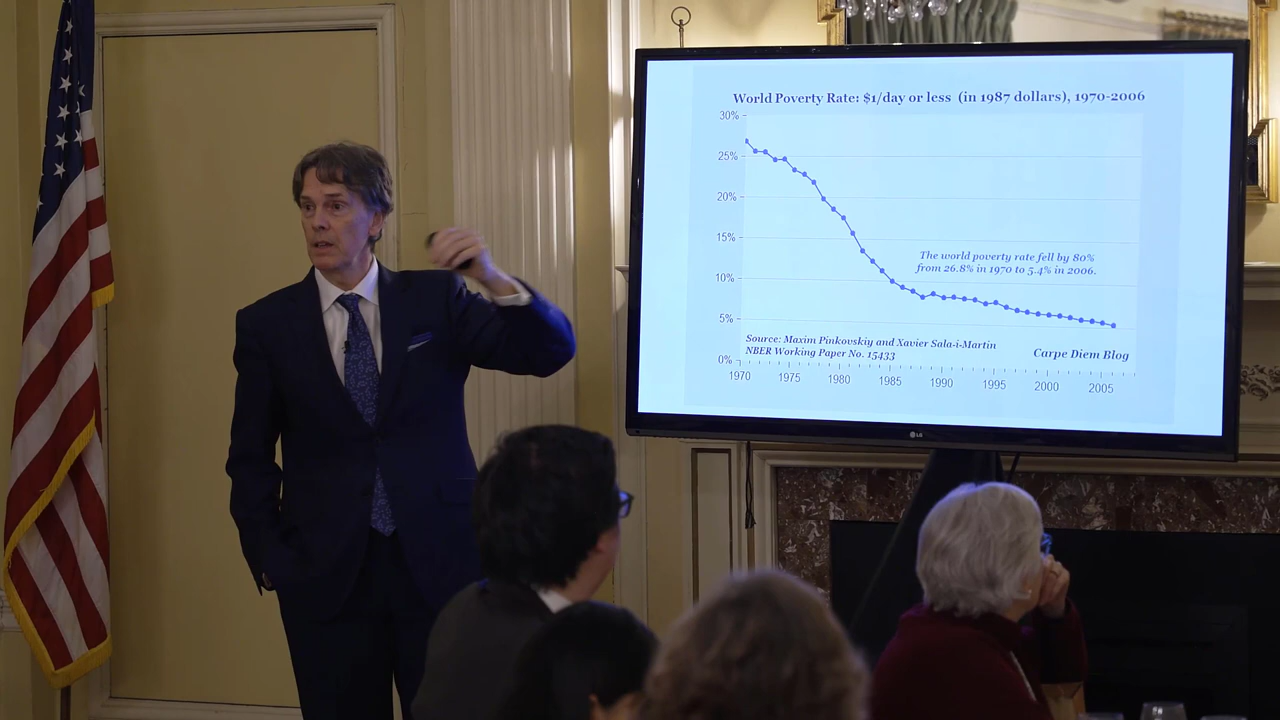 World Poverty Rate: $1/day or less (in 1987 dollars), 1970-2006
30%
25%
20%
15%
10%
5%
0%
The world poverty rate fell by 80%
from 26.8% in 1970 to 5.4% in 2006.
Source: Maxim Pinkovskiy and Xavier Sala-i-Martin
NBER Working Paper No. 15433
Carpe Diem Blog
1970 1975 1980 1985 1990 1995 2000 2005
LG